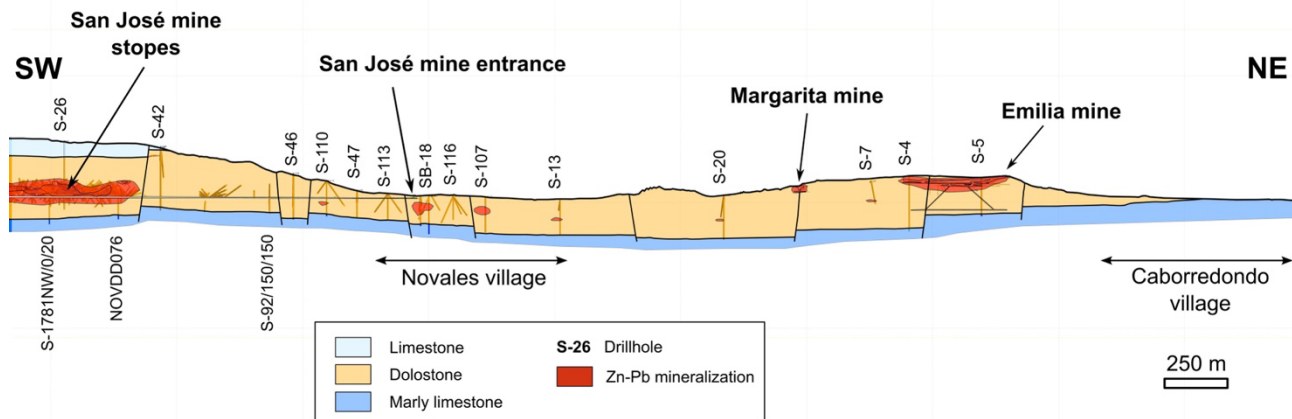 San José mine
stopes
SW
San José mine entrance
NE
Margarita mine
Emilia mine
S-26
S-42
S-46
S-110
S-47
S-113
SB-18
S-116
S-107
S-13
S-20
S-7
S-4
S-5
S-1781NW/0/20
NOVDD076
S-92/150/150
Novales village
Caborredondo
village
Limestone
S-26 Drillhole
Dolostone
Zn-Pb mineralization
Marly limestone
250 m